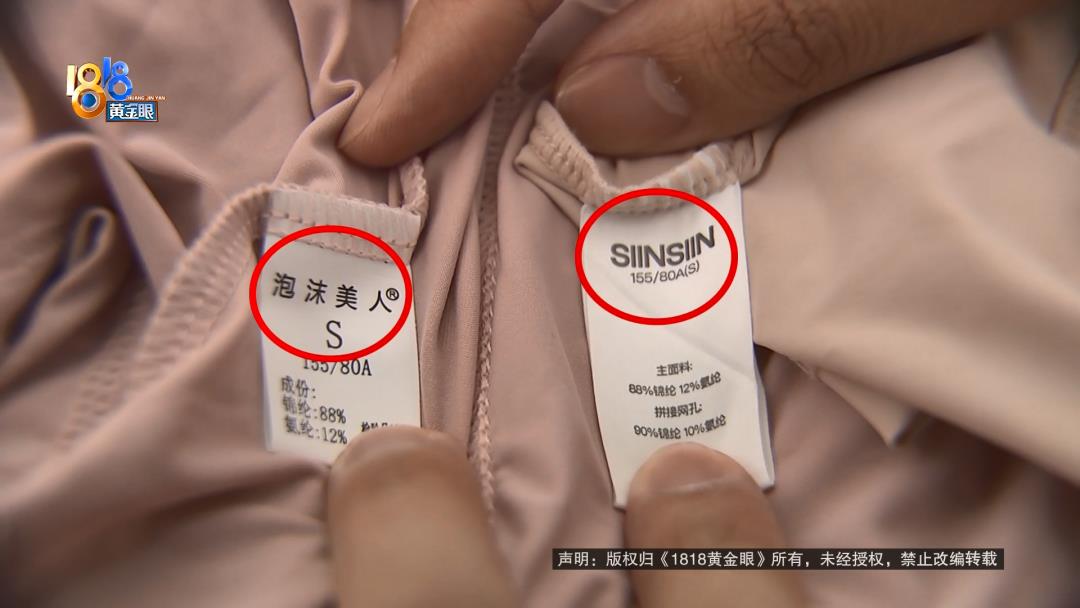 1818
HUANG JIN YAN
黄金眼
泡沫美人®
S
155/80A
成份:
锦纶:88%
氨纶:12%
SIINSIIN
155/80A(S)
主面料:
88%锦纶 12%氨纶
拼接网孔:
90%锦纶 10%氨纶
声明：版权归《1818黄金眼》所有，未经授权，禁止改编转载